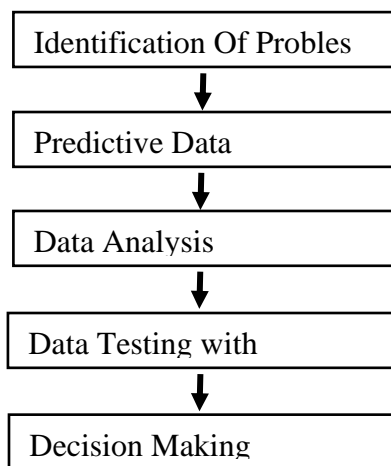 Identification Of Probles
Predictive Data
Data Analysis
Data Testing with
Decision Making